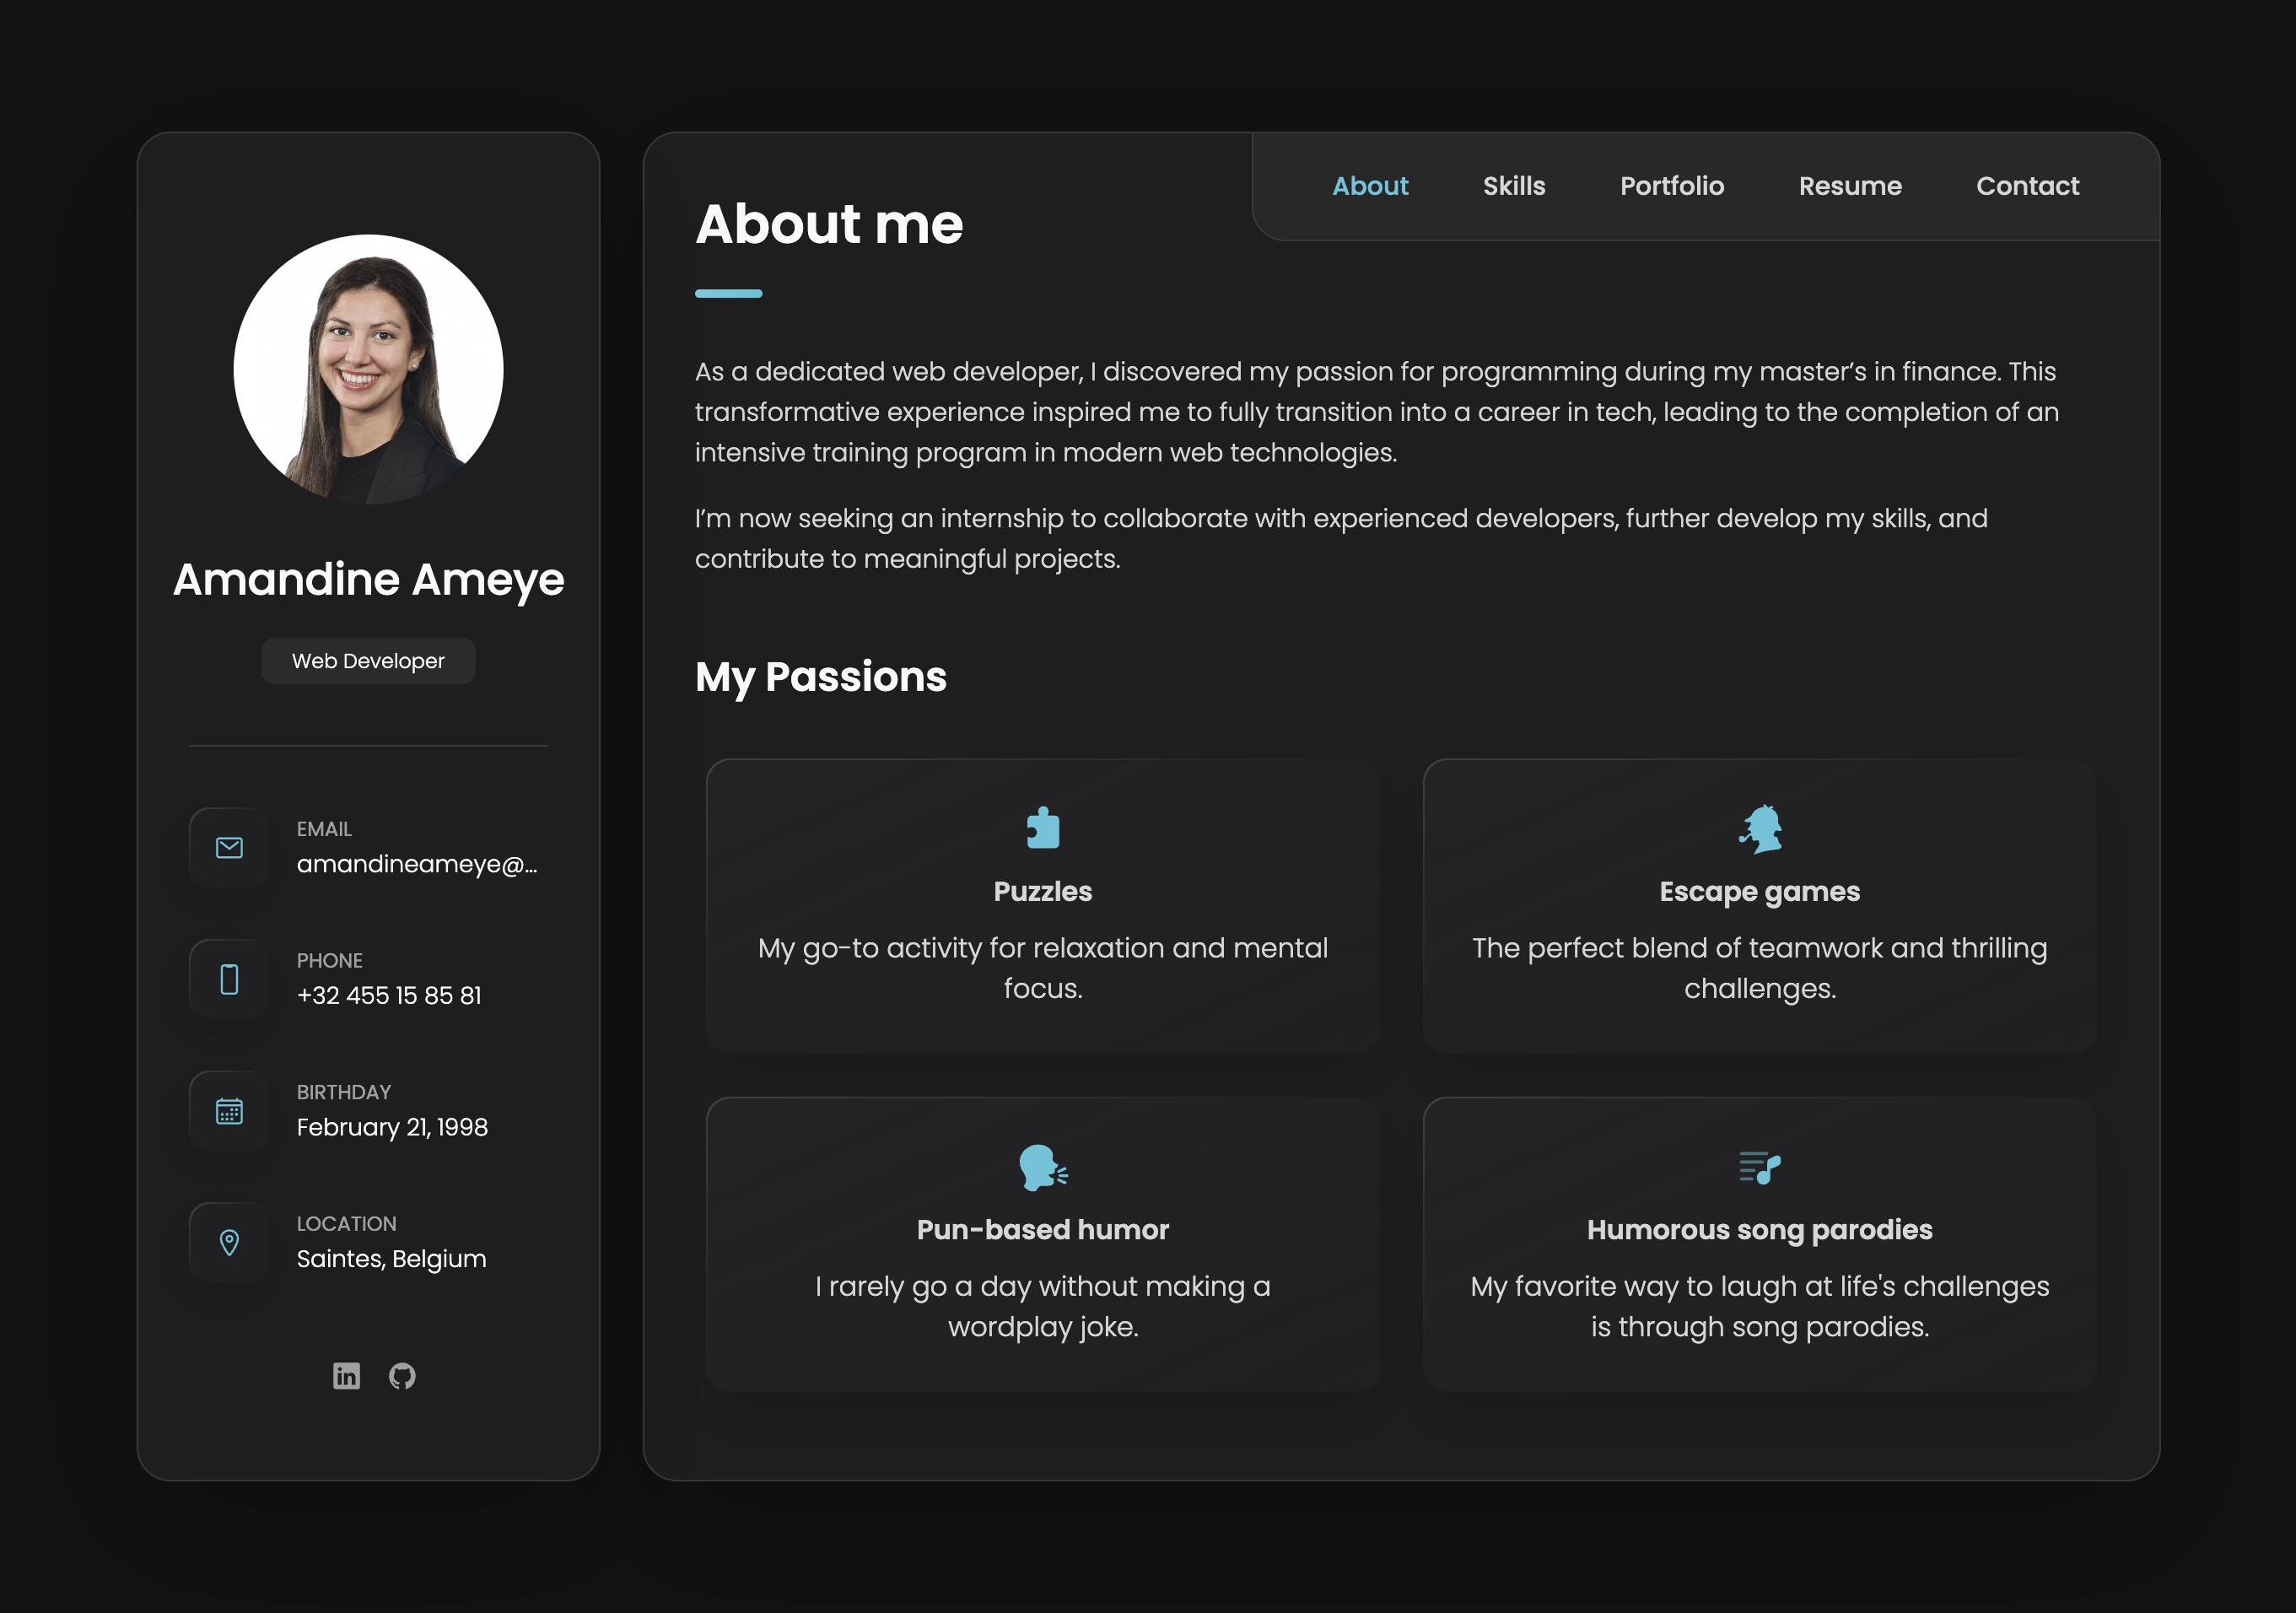 Amandine Ameye
Web Developer
EMAIL
amandineameye@...
PHONE
+32 455 15 85 81
BIRTHDAY
February 21, 1998
LOCATION
Saintes, Belgium
About Skills Portfolio Resume Contact
About me
As a dedicated web developer, I discovered my passion for programming during my master’s in finance. This
transformative experience inspired me to fully transition into a career in tech, leading to the completion of an
intensive training program in modern web technologies.
I’m now seeking an internship to collaborate with experienced developers, further develop my skills, and
contribute to meaningful projects.
My Passions
Puzzles
My go-to activity for relaxation and mental
focus.
Escape games
The perfect blend of teamwork and thrilling
challenges.
Pun-based humor
I rarely go a day without making a
wordplay joke.
Humorous song parodies
My favorite way to laugh at life's challenges
is through song parodies.